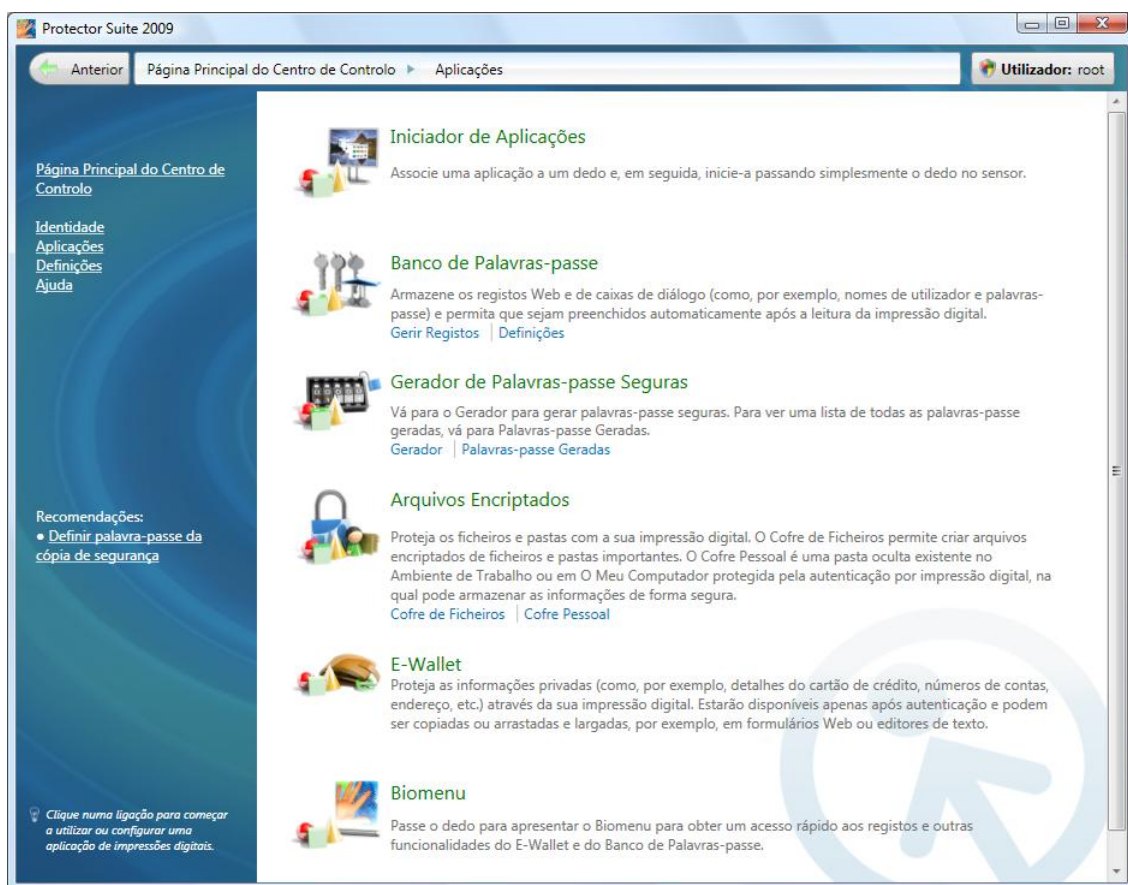 Protector Suite 2009
Anterior
Página Principal do Centro de Controlo
Aplicações
Utilizador: root
Página Principal do Centro de
Controlo
Identidade
Aplicações
Definições
Ajuda
Recomendações:
● Definir palavra-passe da
cópia de segurança
Clique numa ligação para começar
a utilizar ou configurar uma
aplicação de impressões digitais.
Iniciador de Aplicações
Associe uma aplicação a um dedo e, em seguida, inicie-a passando simplesmente o dedo no sensor.
Banco de Palavras-passe
Armazene os registos Web e de caixas de diálogo (como, por exemplo, nomes de utilizador e palavras-
passe) e permita que sejam preenchidos automaticamente após a leitura da impressão digital.
Gerir Registos | Definições
Gerador de Palavras-passe Seguras
Vá para o Gerador para gerar palavras-passe seguras. Para ver uma lista de todas as palavras-passe
geradas, vá para Palavras-passe Geradas.
Gerador | Palavras-passe Geradas
Arquivos Encriptados
Proteja os ficheiros e pastas com a sua impressão digital. O Cofre de Ficheiros permite criar arquivos
encriptados de ficheiros e pastas importantes. O Cofre Pessoal é uma pasta oculta existente no
Ambiente de Trabalho ou em O Meu Computador protegida pela autenticação por impressão digital, na
qual pode armazenar as informações de forma segura.
Cofre de Ficheiros | Cofre Pessoal
E-Wallet
Proteja as informações privadas (como, por exemplo, detalhes do cartão de crédito, números de contas,
endereço, etc.) através da sua impressão digital. Estarão disponíveis apenas após autenticação e podem
ser copiadas ou arrastadas e largadas, por exemplo, em formulários Web ou editores de texto.
Biomenu
Passe o dedo para apresentar o Biomenu para obter um acesso rápido aos registos e outras
funcionalidades do E-Wallet e do Banco de Palavras-passe.